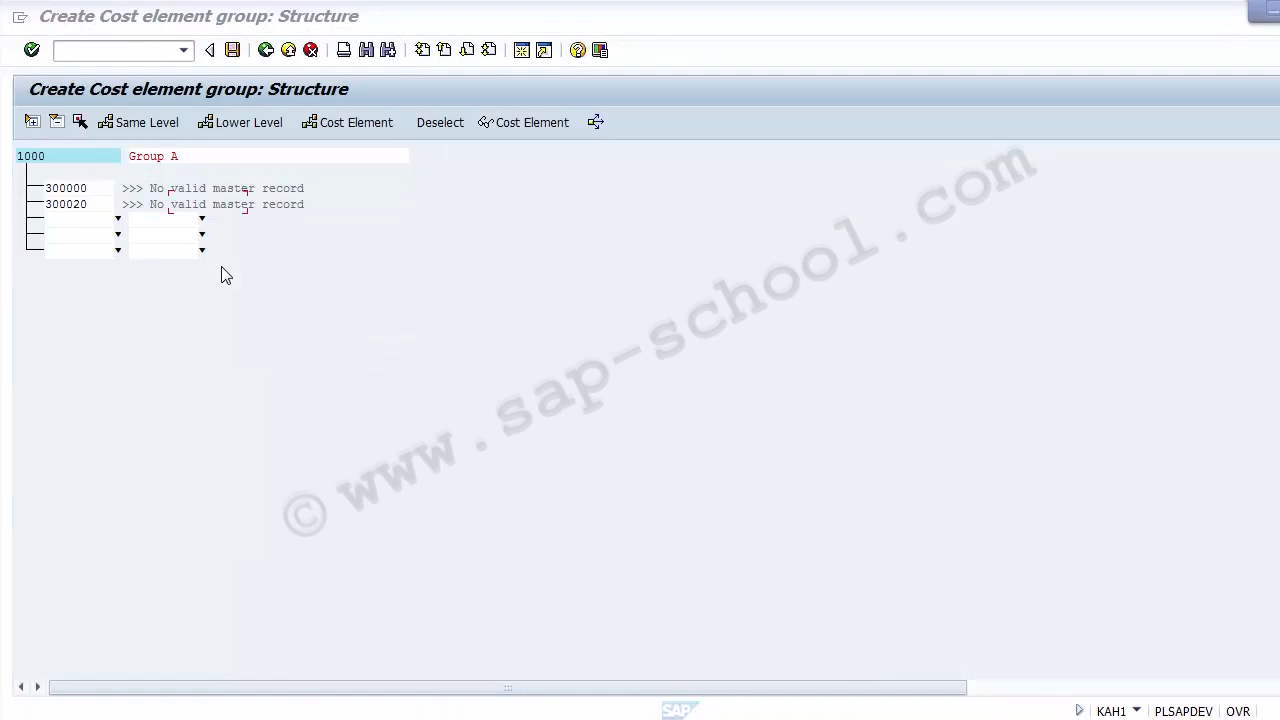 Create Cost element group: Structure
Create Cost element group: Structure
Same Level Lower Level Cost Element Deselect Cost Element
1000 Group A
300000 >>> No valid master record
300020 >>> No valid master record
© www.sap-school.com
SAP KAH1 PLSAPDEV OVR